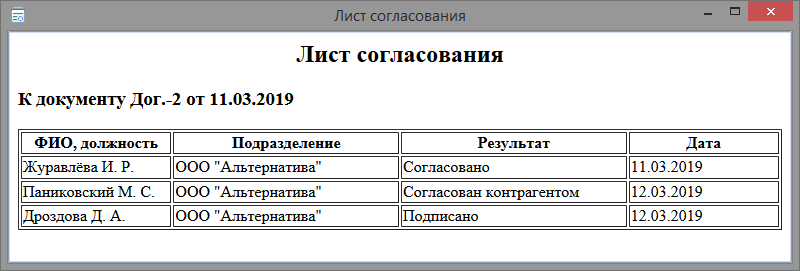 Лист согласования
Лист согласования
К документу Дог.-2 от 11.03.2019
ФИО, должность Подразделение Результат Дата
Журавлёва И. Р. ООО "Альтернатива" Согласовано 11.03.2019
Паниковский М. С. ООО "Альтернатива" Согласован контрагентом 12.03.2019
Дроздова Д. А. ООО "Альтернатива" Подписано 12.03.2019